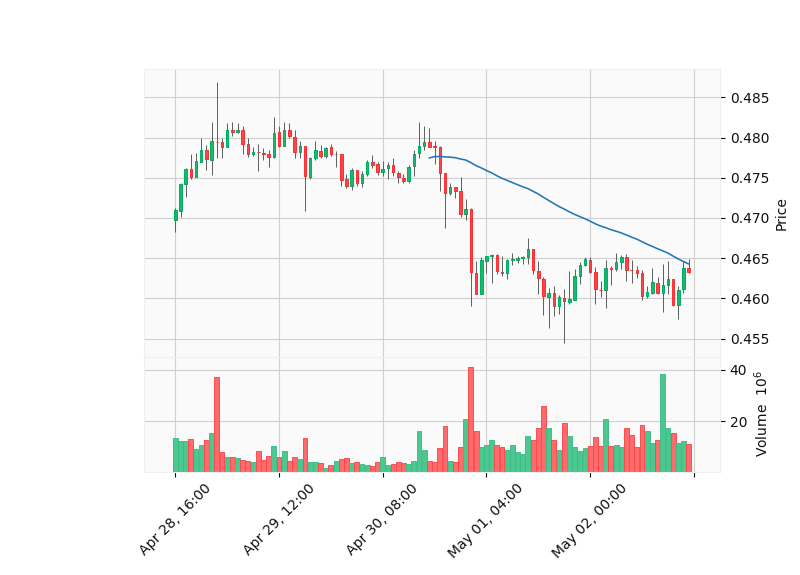 0.485
0.480
0.475
0.470
0.465
0.460
0.455
Price
40
20
Volume 10^6
Apr 28, 16:00
Apr 29, 12:00
Apr 30, 08:00
May 01, 04:00
May 02, 00:00